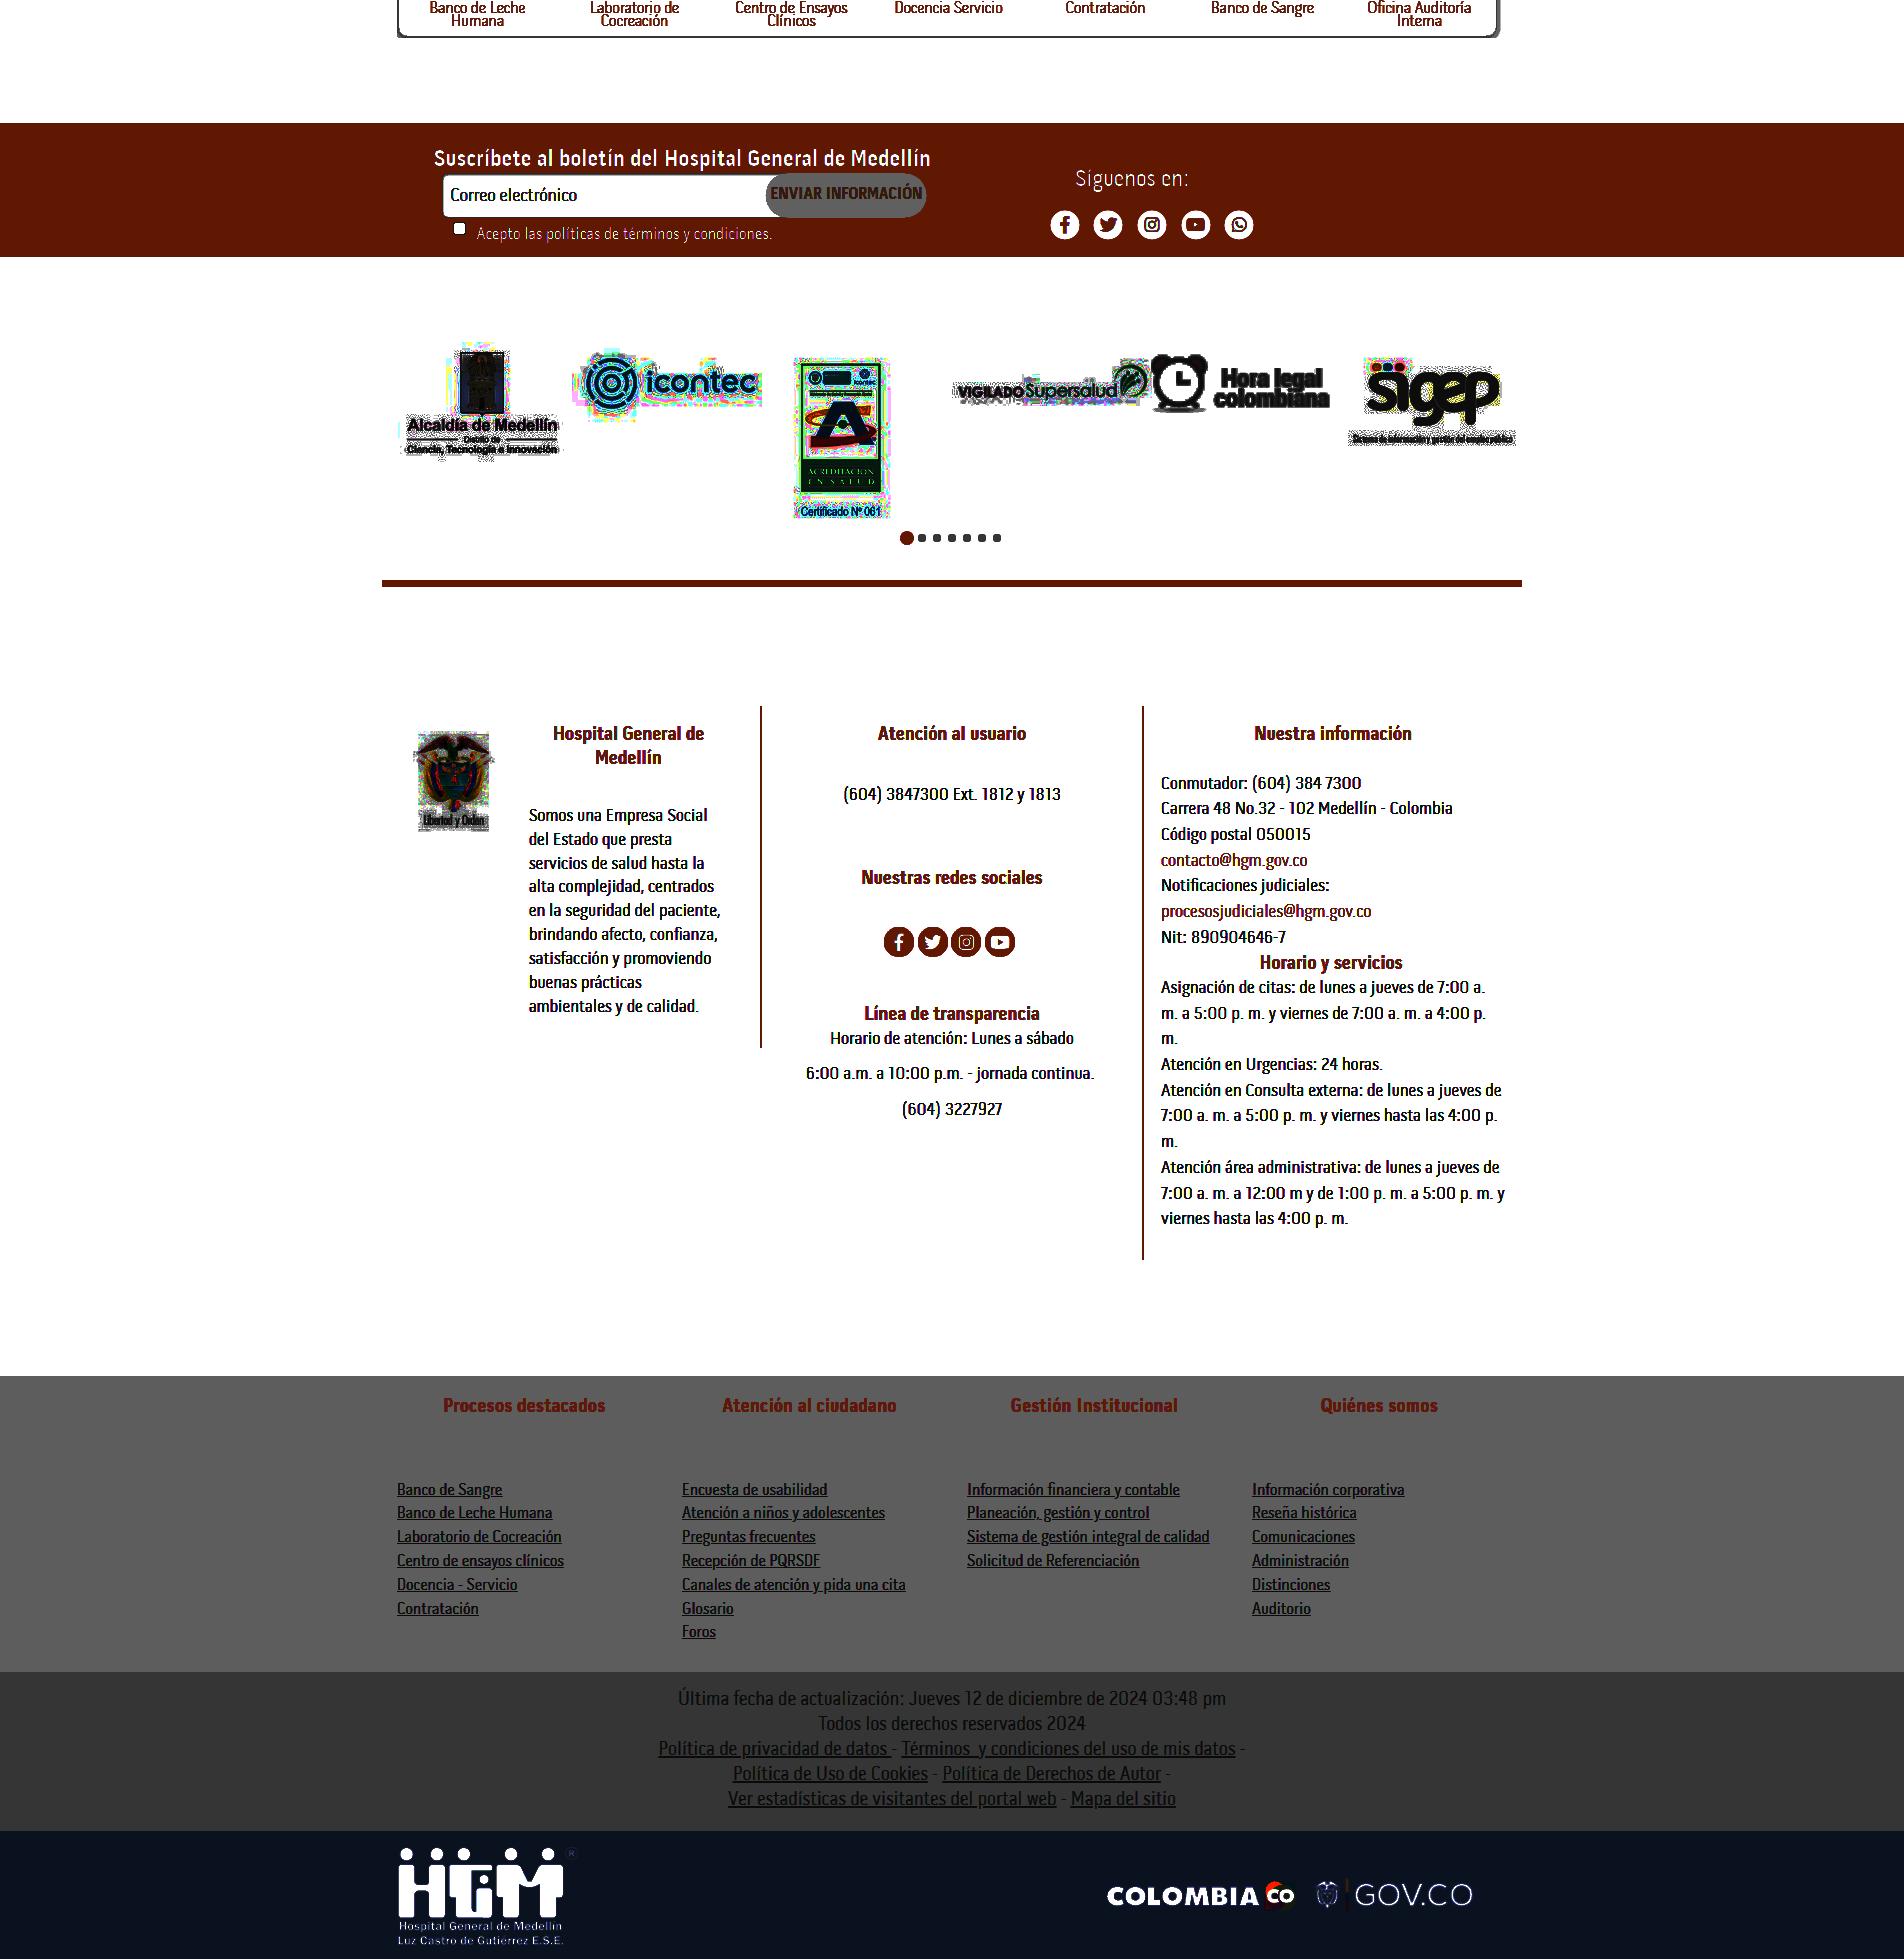 Banco de Leche
Humana
Laboratorio de
Cocreación
Centro de Ensayos
Clínicos
Docencia Servicio
Contratación
Banco de Sangre
Oficina Auditoría
Interna
Suscríbete al boletín del Hospital General de Medellín
Correo electrónico
ENVIAR INFORMACIÓN
Acepto las políticas de términos y condiciones.
Síguenos en:
Alcaldía de Medellín
Distrito de
Ciencia, Tecnología e Innovación
icontec
icontec
ACREDITACIÓN
EN SALUD
Certificado N° 061
VIGILADO Supersalud
Hora legal
colombiana
sigep
Sistema de información y gestión del empleo público
Libertad y Orden
Hospital General de
Medellín
Somos una Empresa Social
del Estado que presta
servicios de salud hasta la
alta complejidad, centrados
en la seguridad del paciente,
brindando afecto, confianza,
satisfacción y promoviendo
buenas prácticas
ambientales y de calidad.
Atención al usuario
(604) 3847300 Ext. 1812 y 1813
Nuestras redes sociales
Línea de transparencia
Horario de atención: Lunes a sábado
6:00 a.m. a 10:00 p.m. - jornada continua.
(604) 3227927
Nuestra información
Conmutador: (604) 384 7300
Carrera 48 No.32 - 102 Medellín - Colombia
Código postal 050015
contacto@hgm.gov.co
Notificaciones judiciales:
procesosjudiciales@hgm.gov.co
Nit: 890904646-7
Horario y servicios
Asignación de citas: de lunes a jueves de 7:00 a.
m. a 5:00 p. m. y viernes de 7:00 a. m. a 4:00 p.
m.
Atención en Urgencias: 24 horas.
Atención en Consulta externa: de lunes a jueves de
7:00 a. m. a 5:00 p. m. y viernes hasta las 4:00 p.
m.
Atención área administrativa: de lunes a jueves de
7:00 a. m. a 12:00 m y de 1:00 p. m. a 5:00 p. m. y
viernes hasta las 4:00 p. m.
Procesos destacados
Banco de Sangre
Banco de Leche Humana
Laboratorio de Cocreación
Centro de ensayos clínicos
Docencia - Servicio
Contratación
Atención al ciudadano
Encuesta de usabilidad
Atención a niños y adolescentes
Preguntas frecuentes
Recepción de PQRSDF
Canales de atención y pida una cita
Glosario
Foros
Gestión Institucional
Información financiera y contable
Planeación, gestión y control
Sistema de gestión integral de calidad
Solicitud de Referenciación
Quiénes somos
Información corporativa
Reseña histórica
Comunicaciones
Administración
Distinciones
Auditorio
Última fecha de actualización: Jueves 12 de diciembre de 2024 03:48 pm
Todos los derechos reservados 2024
Política de privacidad de datos - Términos y condiciones del uso de mis datos -
Política de Uso de Cookies - Política de Derechos de Autor -
Ver estadísticas de visitantes del portal web - Mapa del sitio
HGM ®
Hospital General de Medellín
Luz Castro de Gutiérrez E.S.E.
COLOMBIA CO
GOV.CO